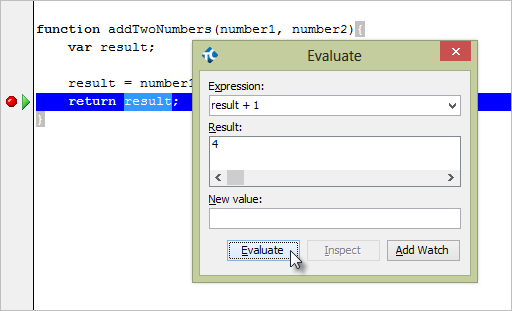 function addTwoNumbers(number1, number2){
var result;
result = number1
return result;
}
Evaluate
Expression:
result + 1
Result:
4
New value:
Evaluate
Inspect
Add Watch